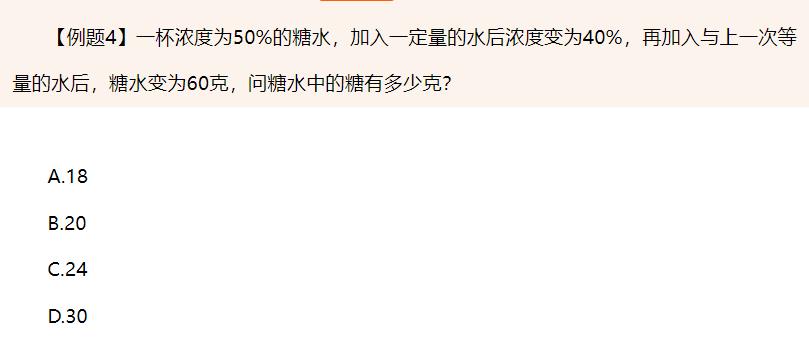 【例题4】一杯浓度为50%的糖水，加入一定量的水后浓度变为40%，再加入与上一次等
量的水后，糖水变为60克，问糖水中的糖有多少克？
A.18
B.20
C.24
D.30